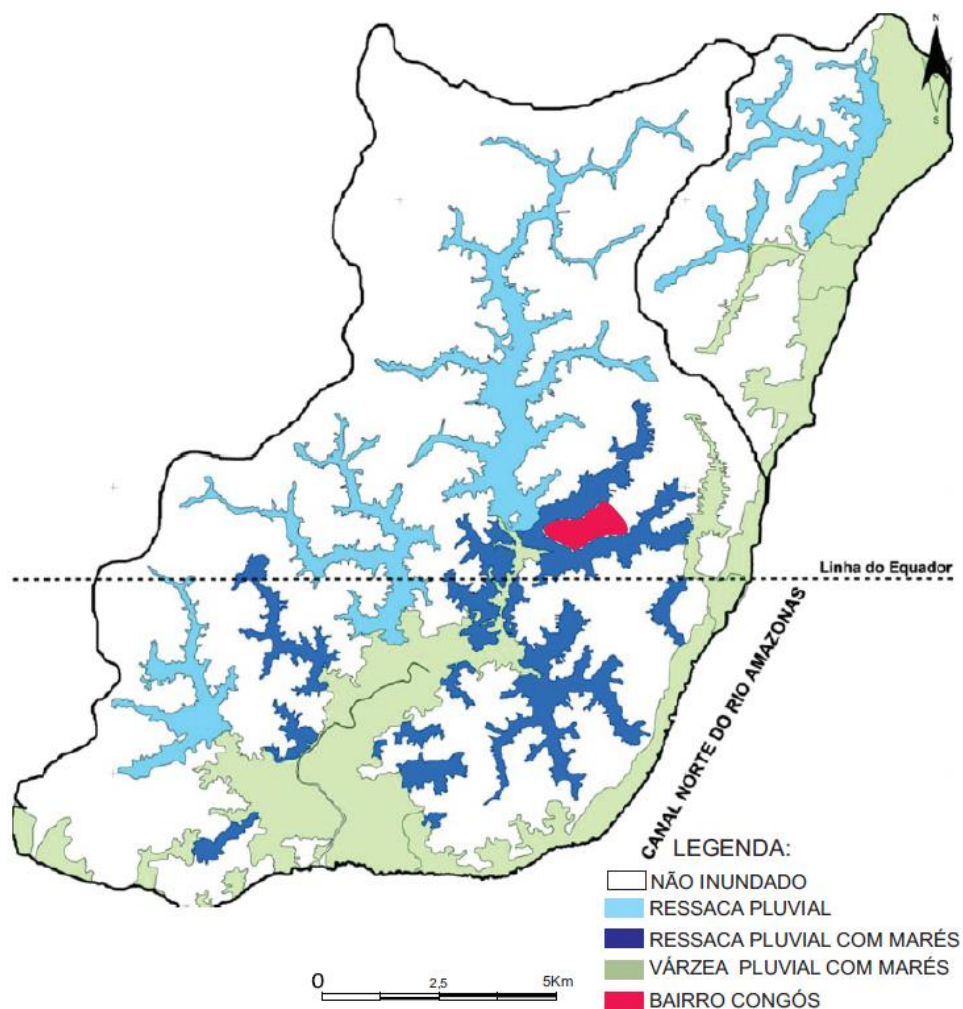 N
S
Linha do Equador
CANAL NORTE DO RIO AMAZONAS
LEGENDA:
NÃO INUNDADO
RESSACA PLUVIAL
RESSACA PLUVIAL COM MARÉS
VÁRZEA PLUVIAL COM MARÉS
BAIRRO CONGÓS
0 2,5 5Km